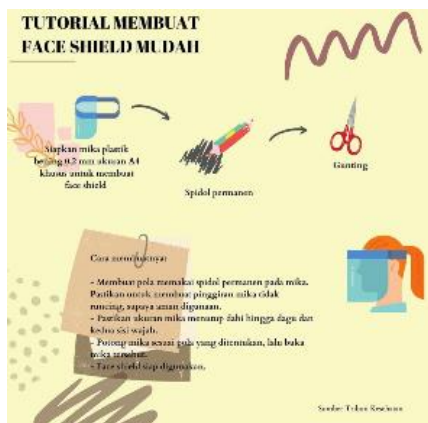 TUTORIAL MEMBUAT
FACE SHIELD MUDAH
Siapkan mika plastik
bening 0.2 mm ukuran A4
khusus untuk membuat
face shield
Spidol permanen
Gunting
Cara membuatnya:
- Membuat pola memakai spidol permanen pada mika.
Pastikan untuk membuat pinggiran mika tidak
runcing, supaya aman digunaan.
- Pastikan ukuran mika menutup dahi hingga dagu dan
kedua sisi wajah.
- Potong mika sesuai pola yang ditentukan, lalu buka
mika tersebut.
- Face shield siap digunakan.
Sumber Tribun Kesehatan